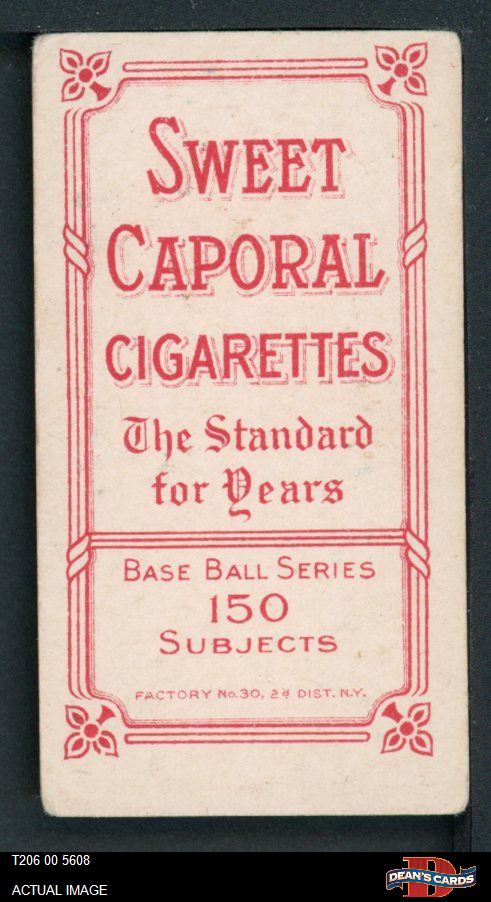 SWEET
CAPORAL
CIGARETTES
The Standard
for Years
BASE BALL SERIES
150
SUBJECTS
FACTORY No. 30, 2d DIST. N.Y.
T206 00 5608
ACTUAL IMAGE
DEAN'S CARDS